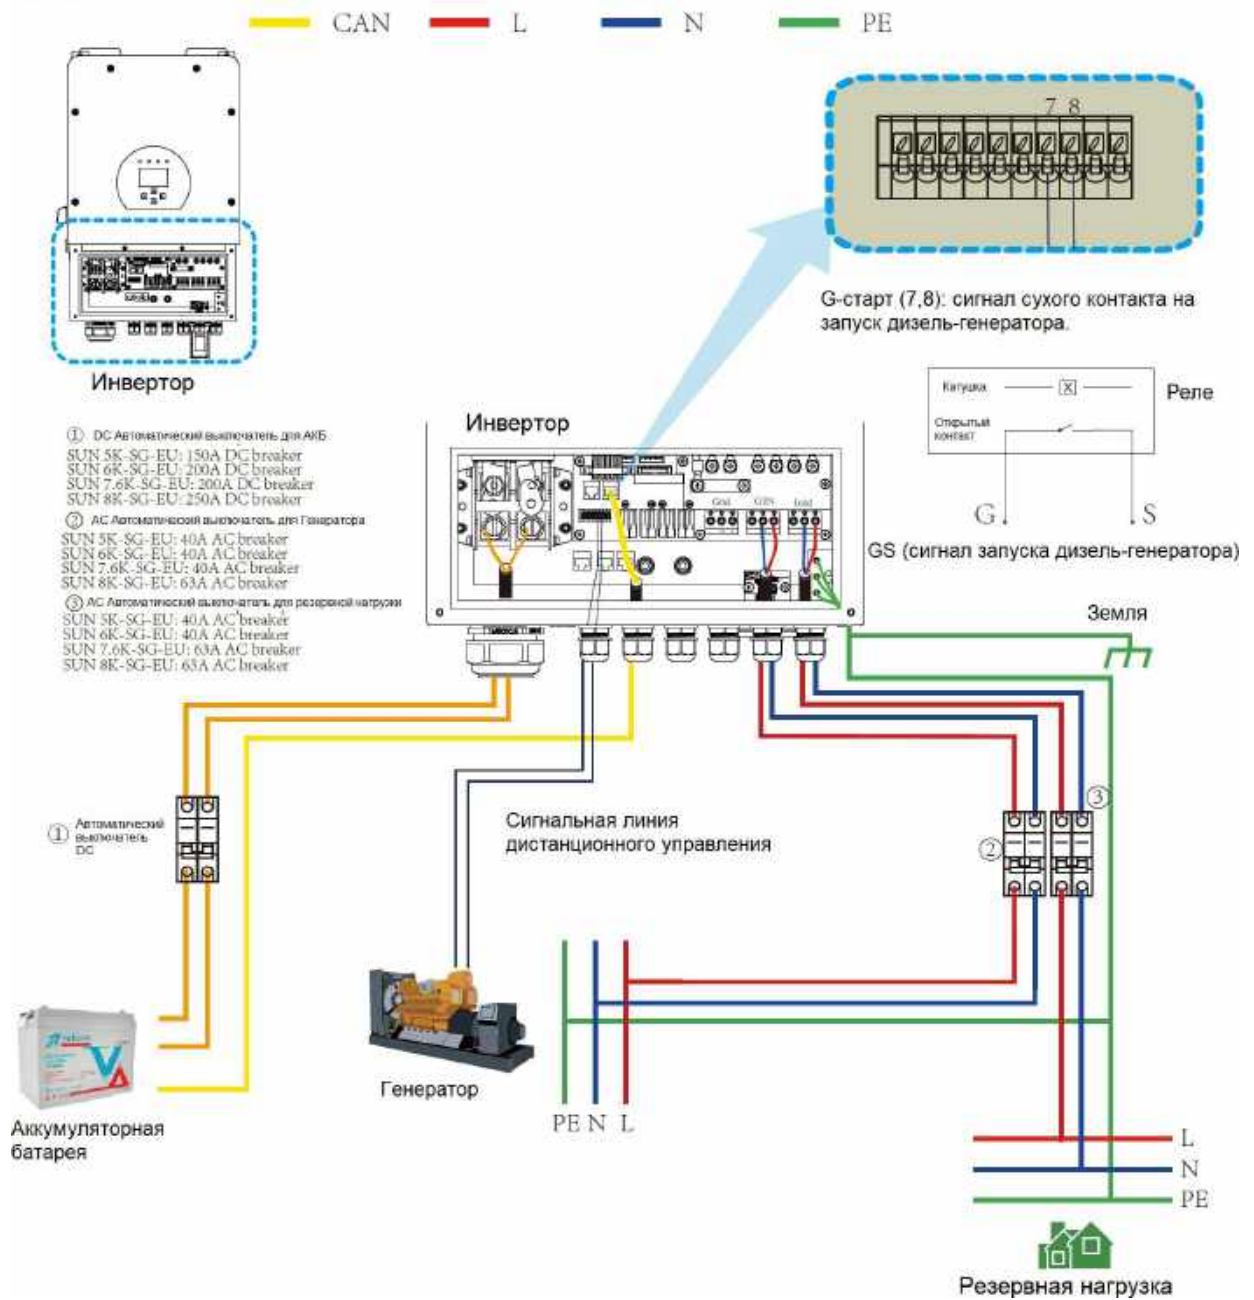 CAN L N PE
7 8
G-старт (7,8): сигнал сухого контакта на
запуск дизель-генератора.
Инвертор
Катушка X
Реле
Открытый
контакт
G S
GS (сигнал запуска дизель-генератора)
① DC Автоматический выключатель для АКБ
SUN 5K-SG-EU: 150A DC breaker
SUN 6K-SG-EU: 200A DC breaker
SUN 7.6K-SG-EU: 200A DC breaker
SUN 8K-SG-EU: 250A DC breaker
② AC Автоматический выключатель для Генератора
SUN 5K-SG-EU: 40A AC breaker
SUN 6K-SG-EU: 40A AC breaker
SUN 7.6K-SG-EU: 40A AC breaker
SUN 8K-SG-EU: 63A AC breaker
③ AC Автоматический выключатель для резервной нагрузки
SUN 5K-SG-EU: 40A AC breaker
SUN 6K-SG-EU: 40A AC breaker
SUN 7.6K-SG-EU: 63A AC breaker
SUN 8K-SG-EU: 63A AC breaker
Инвертор
Grid GEN Load
Земля
① Автоматический
выключатель
DC
Сигнальная линия
дистанционного управления
③
②
Генератор
PE N L
Аккумуляторная
батарея
L
N
PE
Резервная нагрузка